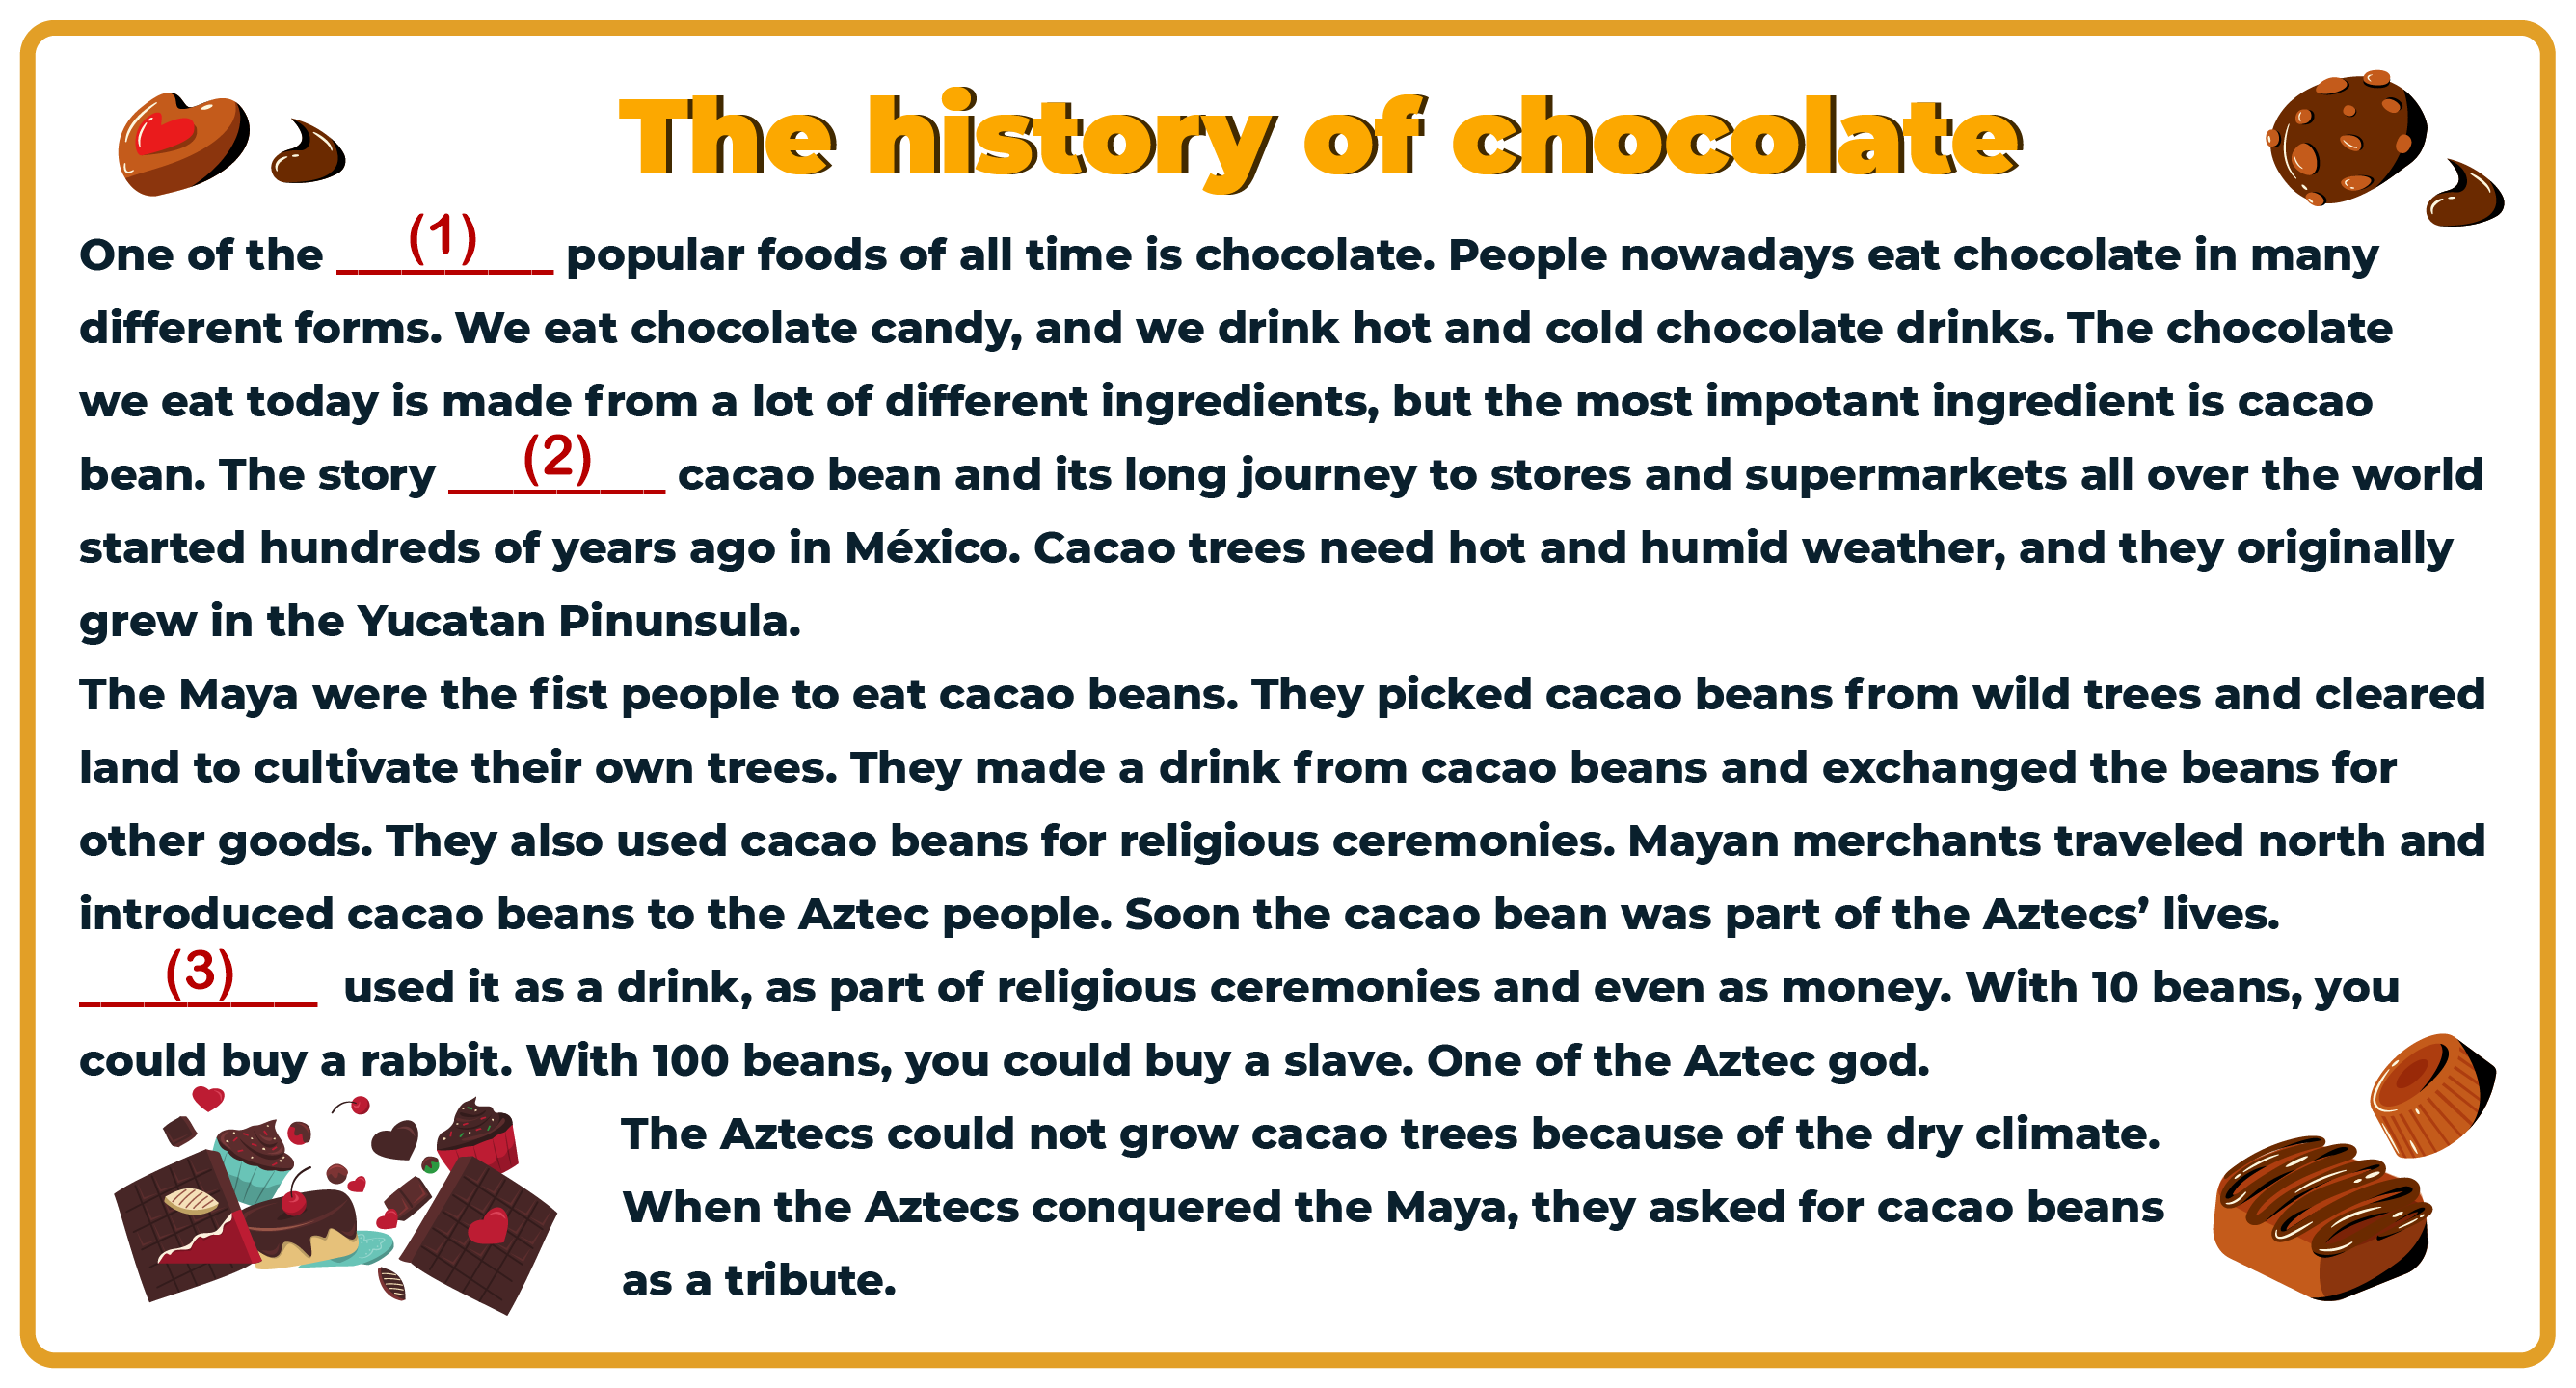 The history of chocolate
One of the __________ (1) popular foods of all time is chocolate. People nowadays eat chocolate in many
different forms. We eat chocolate candy, and we drink hot and cold chocolate drinks. The chocolate
we eat today is made from a lot of different ingredients, but the most impotant ingredient is cacao
bean. The story __________ (2) cacao bean and its long journey to stores and supermarkets all over the world
started hundreds of years ago in México. Cacao trees need hot and humid weather, and they originally
grew in the Yucatan Pinunsula.
The Maya were the fist people to eat cacao beans. They picked cacao beans from wild trees and cleared
land to cultivate their own trees. They made a drink from cacao beans and exchanged the beans for
other goods. They also used cacao beans for religious ceremonies. Mayan merchants traveled north and
introduced cacao beans to the Aztec people. Soon the cacao bean was part of the Aztecs’ lives.
___________ (3) used it as a drink, as part of religious ceremonies and even as money. With 10 beans, you
could buy a rabbit. With 100 beans, you could buy a slave. One of the Aztec god.
The Aztecs could not grow cacao trees because of the dry climate.
When the Aztecs conquered the Maya, they asked for cacao beans
as a tribute.